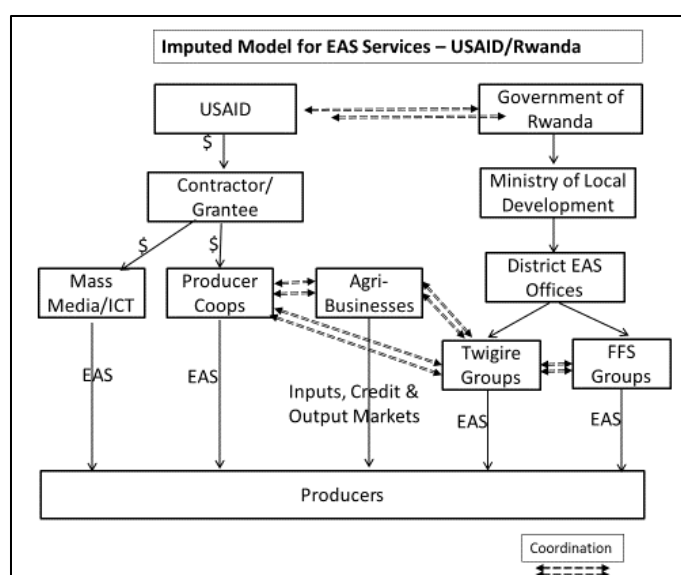 Imputed Model for EAS Services – USAID/Rwanda
USAID
Government of
Rwanda
$
Contractor/
Grantee
Ministry of Local
Development
$
$
Mass
Media/ICT
Producer
Coops
Agri-
Businesses
District EAS
Offices
Twigire
Groups
FFS
Groups
EAS
EAS
Inputs, Credit &
Output Markets
EAS
EAS
Producers
Coordination